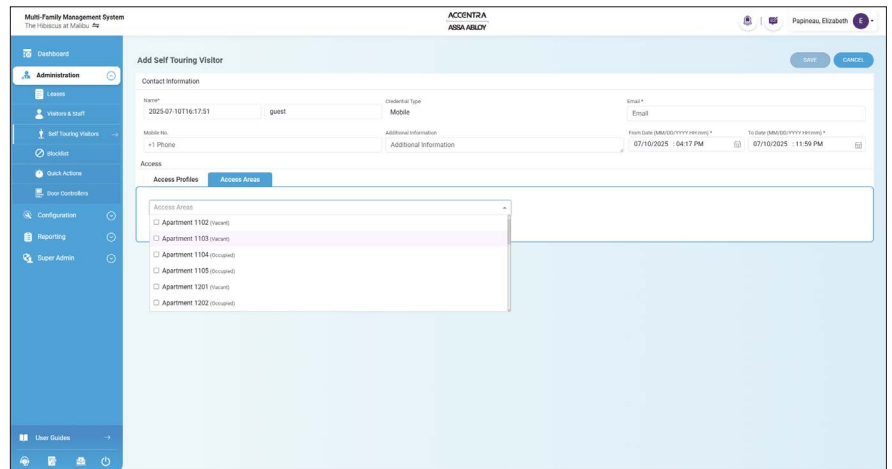 Multi-Family Management System
The Hibiscus at Malibu
ACCENTRA
ASSA ABLOY
Papineau, Elizabeth
E
Dashboard
Administration
Leases
Visitors & Staff
Self Touring Visitors
Blocklist
Quick Actions
Door Controllers
Configuration
Reporting
Super Admin
User Guides
Add Self Touring Visitor
SAVE
CANCEL
Contact Information
Name*
2025-07-10T16:17:51
guest
Credential Type
Mobile
Email *
Email
Mobile No.
+1 Phone
Additional Information
Additional Information
From Date (MM/DD/YYYY HH:mm) *
07/10/2025 : 04:17 PM
To Date (MM/DD/YYYY HH:mm) *
07/10/2025 : 11:59 PM
Access
Access Profiles
Access Areas
Access Areas
Apartment 1102 (Vacant)
Apartment 1103 (Vacant)
Apartment 1104 (Occupied)
Apartment 1105 (Occupied)
Apartment 1201 (Vacant)
Apartment 1202 (Occupied)